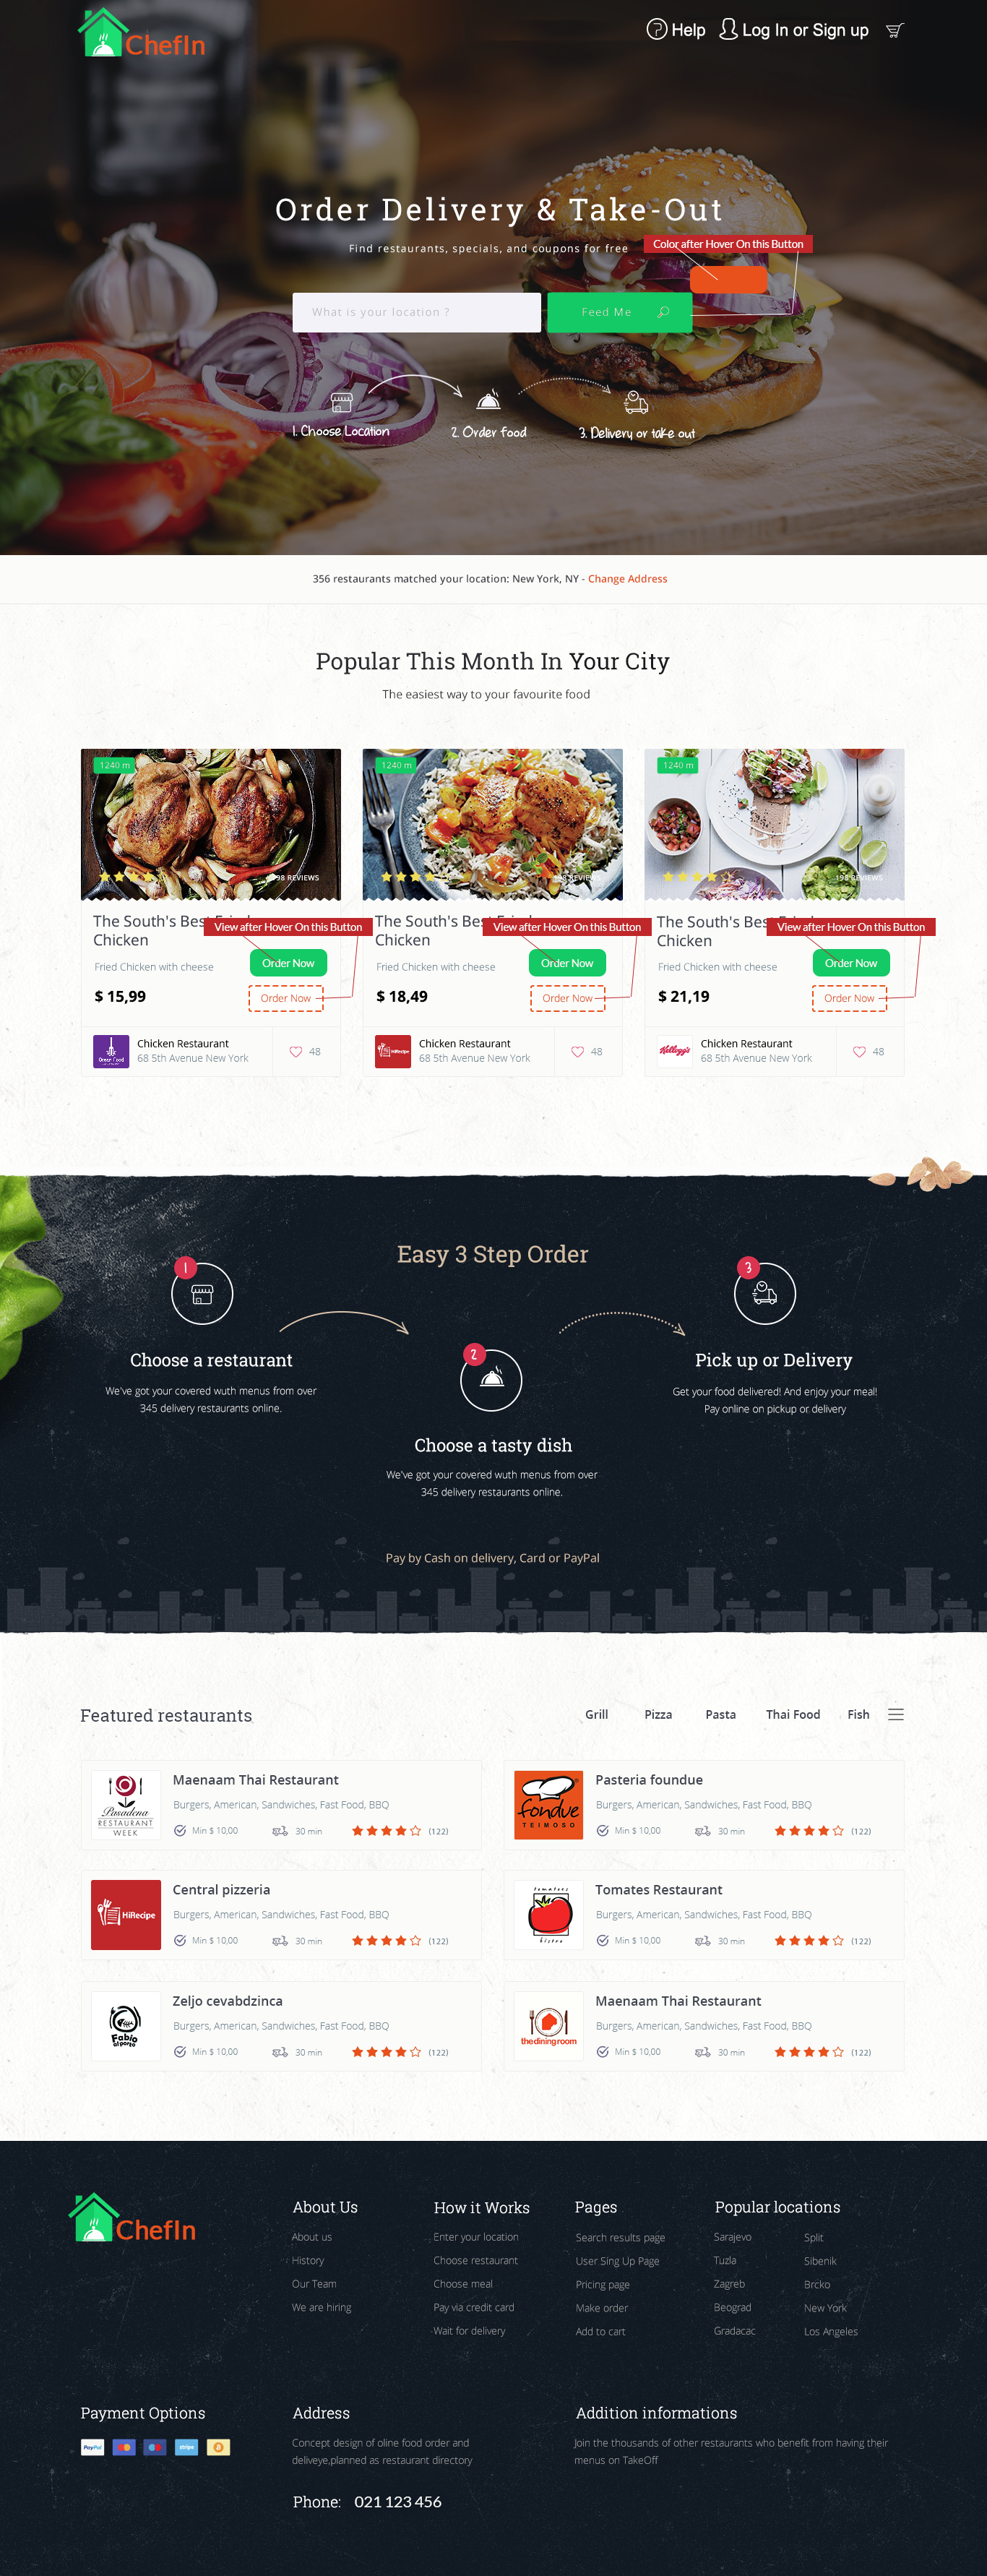 ChefIn
Help
Log In or Sign up
Order Delivery & Take-Out
Find restaurants, specials, and coupons for free
Color after Hover On this Button
What is your location ?
Feed Me
1. Choose Location
2. Order food
3. Delivery or take out
356 restaurants matched your location: New York, NY - Change Address
Popular This Month In Your City
The easiest way to your favourite food
1240 m
198 REVIEWS
The South's Best Fried
Chicken
View after Hover On this Button
Fried Chicken with cheese
Order Now
$ 15,99
Order Now
Order Food
Chicken Restaurant
68 5th Avenue New York
48
1240 m
198 REVIEWS
The South's Best Fried
Chicken
View after Hover On this Button
Fried Chicken with cheese
Order Now
$ 18,49
Order Now
HiRecipe
Chicken Restaurant
68 5th Avenue New York
48
1240 m
198 REVIEWS
The South's Best Fried
Chicken
View after Hover On this Button
Fried Chicken with cheese
Order Now
$ 21,19
Order Now
Kellogg's
Chicken Restaurant
68 5th Avenue New York
48
Easy 3 Step Order
1
Choose a restaurant
We've got your covered wuth menus from over
345 delivery restaurants online.
2
Choose a tasty dish
We've got your covered wuth menus from over
345 delivery restaurants online.
3
Pick up or Delivery
Get your food delivered! And enjoy your meal!
Pay online on pickup or delivery
Pay by Cash on delivery, Card or PayPal
Featured restaurants
Grill
Pizza
Pasta
Thai Food
Fish
Pasadena
RESTAURANT
WEEK
Maenaam Thai Restaurant
Burgers, American, Sandwiches, Fast Food, BBQ
Min $ 10,00
30 min
(122)
fondue
TEIMOSO
Pasteria foundue
Burgers, American, Sandwiches, Fast Food, BBQ
Min $ 10,00
30 min
(122)
HiRecipe
Central pizzeria
Burgers, American, Sandwiches, Fast Food, BBQ
Min $ 10,00
30 min
(122)
tomatoes
bistro
Tomates Restaurant
Burgers, American, Sandwiches, Fast Food, BBQ
Min $ 10,00
30 min
(122)
Fabio
al porto
Zeljo cevabdzinca
Burgers, American, Sandwiches, Fast Food, BBQ
Min $ 10,00
30 min
(122)
the dining room
Maenaam Thai Restaurant
Burgers, American, Sandwiches, Fast Food, BBQ
Min $ 10,00
30 min
(122)
ChefIn
About Us
About us
History
Our Team
We are hiring
How it Works
Enter your location
Choose restaurant
Choose meal
Pay via credit card
Wait for delivery
Pages
Search results page
User Sing Up Page
Pricing page
Make order
Add to cart
Popular locations
Sarajevo
Tuzla
Zagreb
Beograd
Gradacac
Split
Sibenik
Brcko
New York
Los Angeles
Payment Options
PayPal
stripe
Address
Concept design of oline food order and
deliveye,planned as restaurant directory
Phone: 021 123 456
Addition informations
Join the thousands of other restaurants who benefit from having their
menus on TakeOff